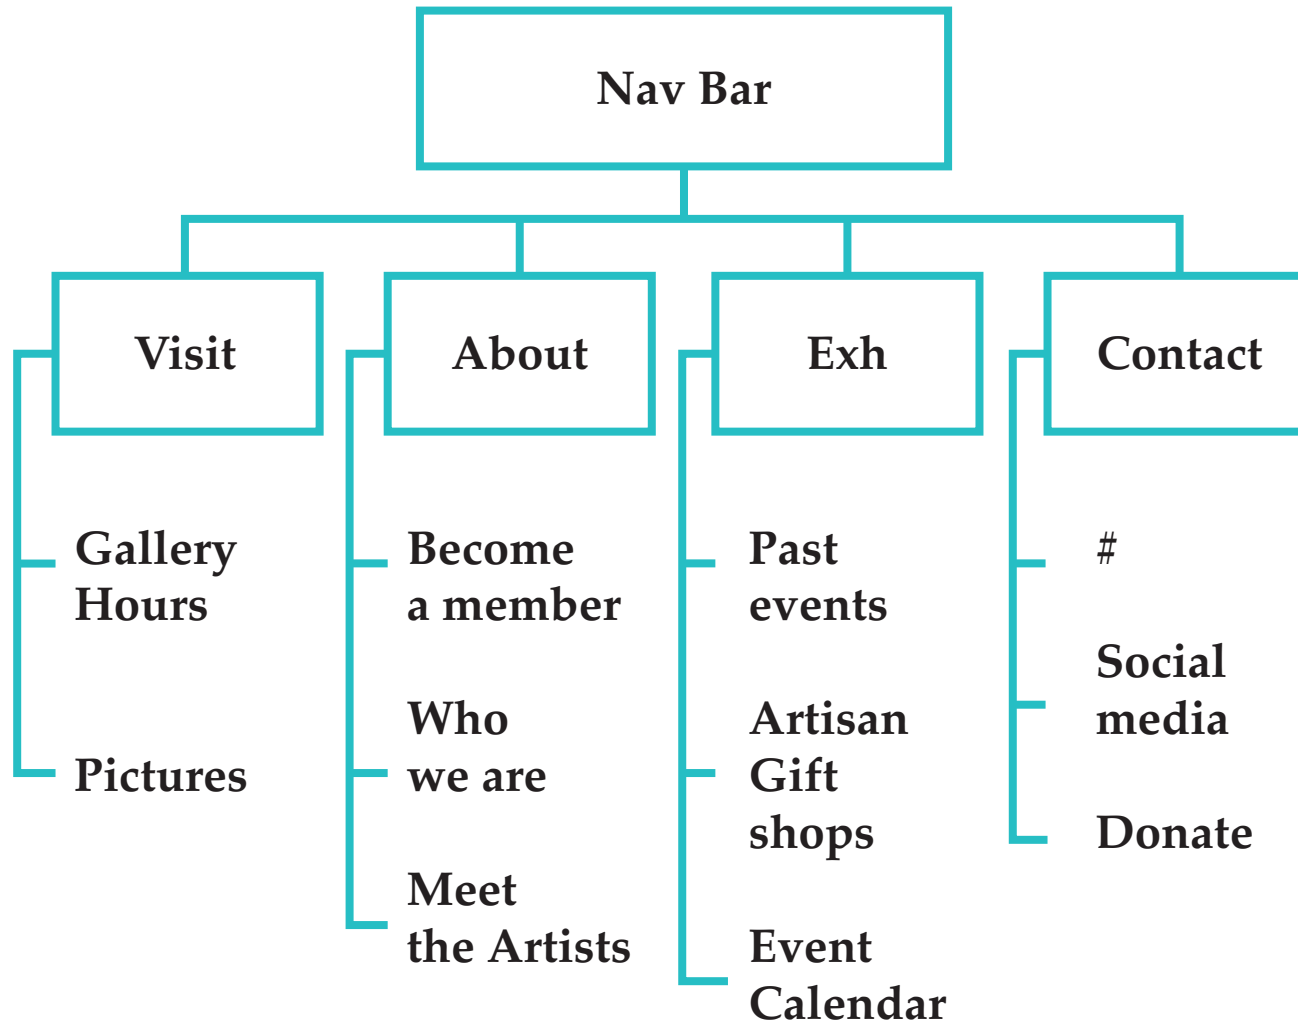 Nav Bar
Visit
About
Exh
Contact
Gallery
Hours
Pictures
Become
a member
Who
we are
Meet
the Artists
Past
events
Artisan
Gift
shops
Event
Calendar
#
Social
media
Donate